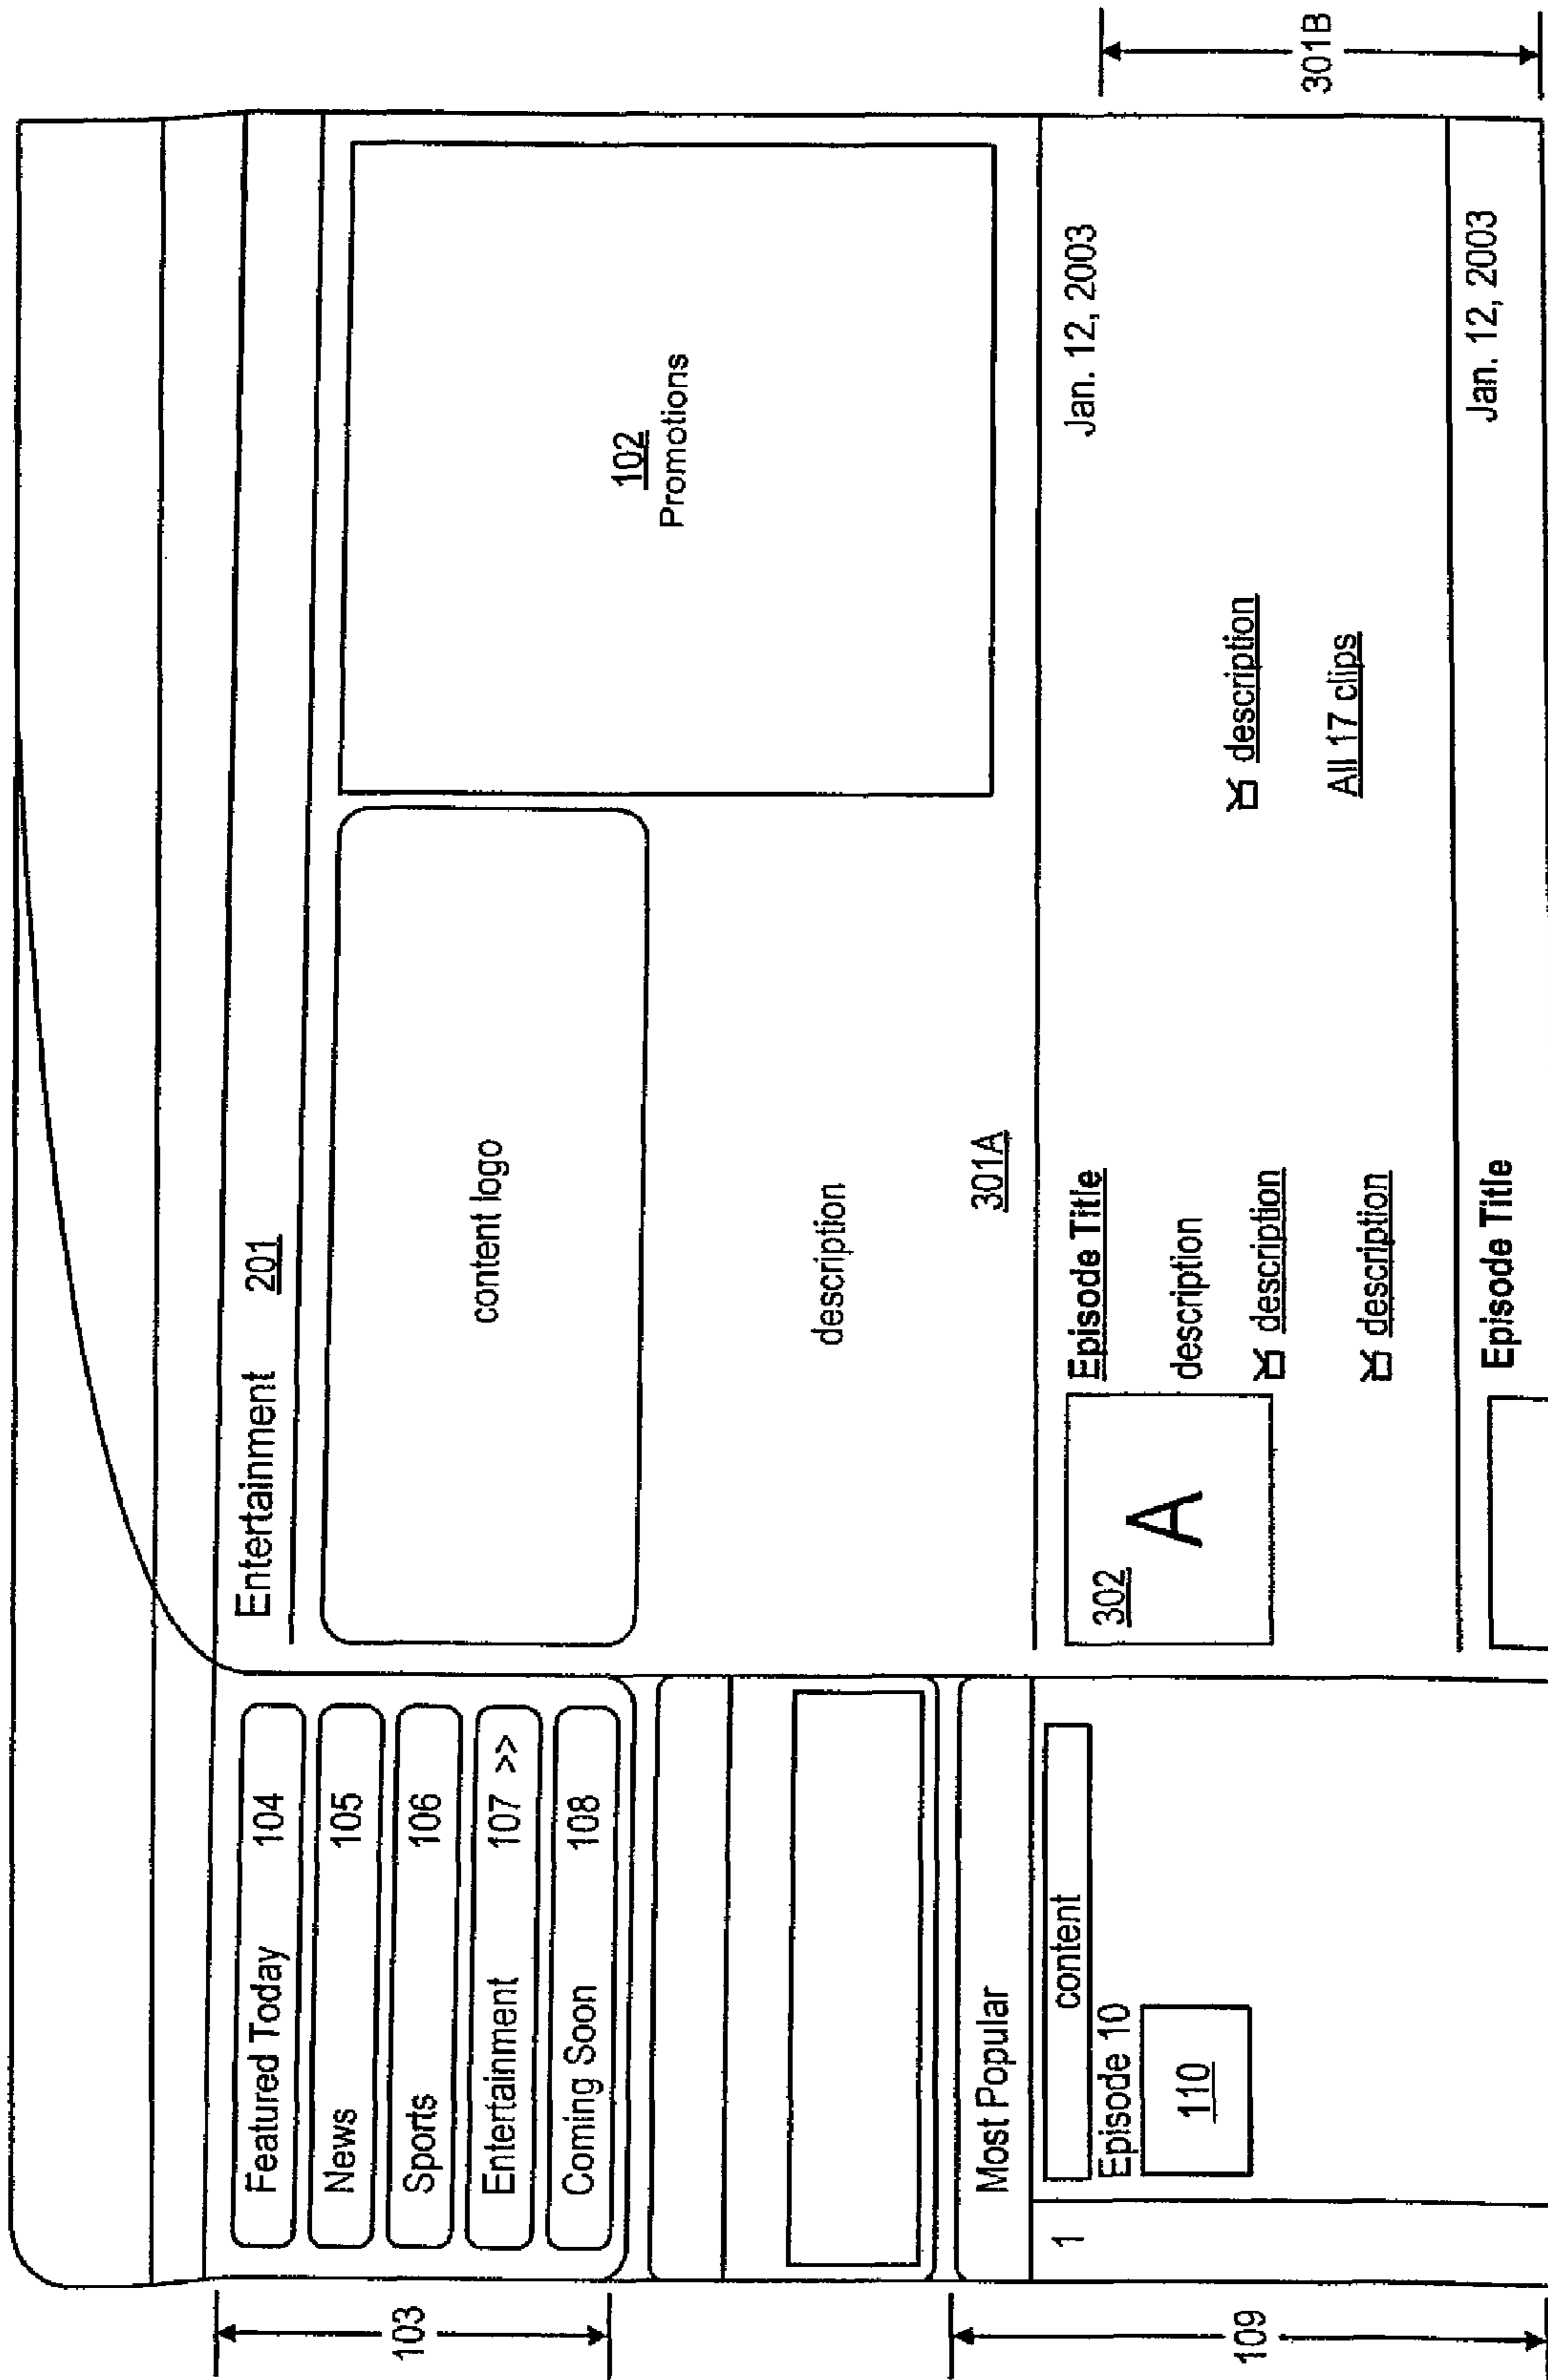 103
Featured Today 104
News 105
Sports 106
Entertainment 107 >>
Coming Soon 108
109
Most Popular
1
content
Episode 10
110
Entertainment 201
content logo
description
301A
102
Promotions
302
A
Episode Title
Jan. 12, 2003
description
description
description
description
All 17 clips
301B
Episode Title
Jan. 12, 2003